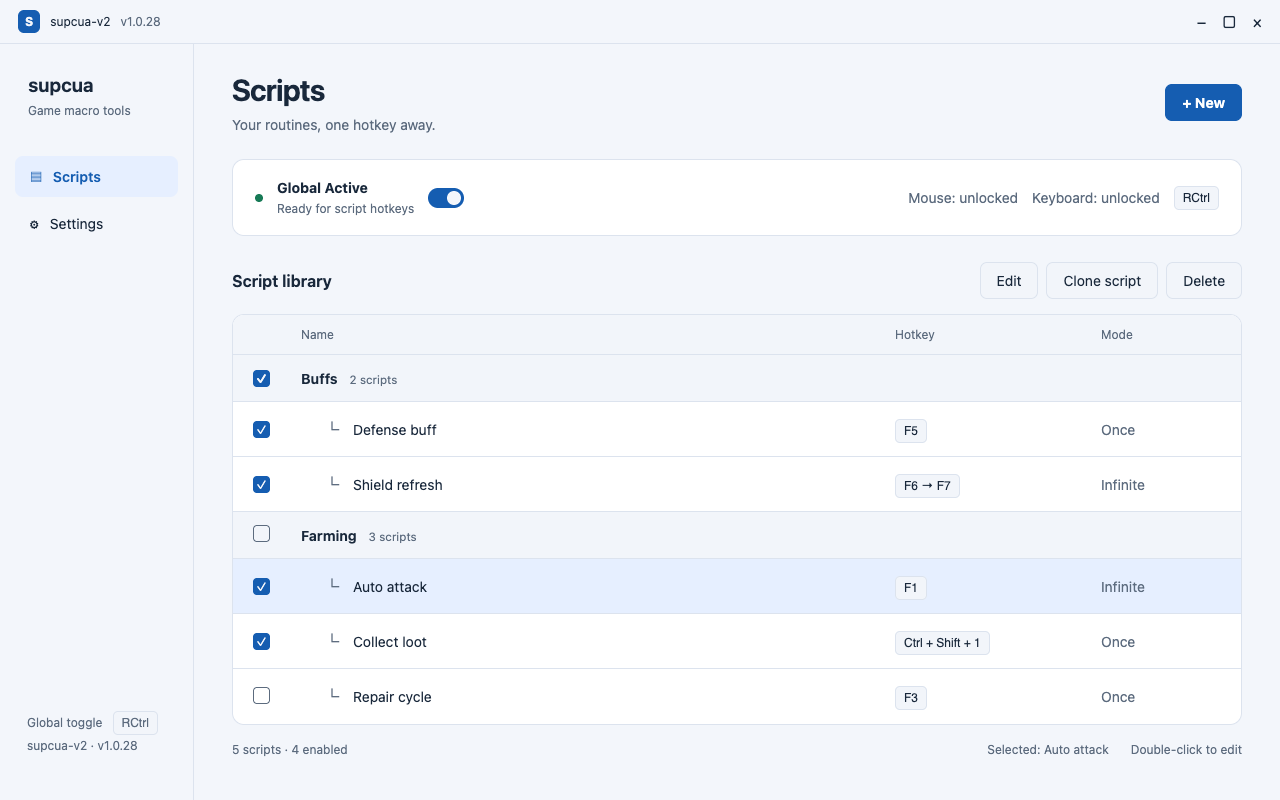 S supcua-v2 v1.0.28
supcua
Game macro tools
Scripts
Settings
Scripts
Your routines, one hotkey away.
+ New
Global Active
Ready for script hotkeys
Mouse: unlocked Keyboard: unlocked RCtrl
Script library
Edit Clone script Delete
Name Hotkey Mode
Buffs 2 scripts
Defense buff F5 Once
Shield refresh F6 → F7 Infinite
Farming 3 scripts
Auto attack F1 Infinite
Collect loot Ctrl + Shift + 1 Once
Repair cycle F3 Once
5 scripts · 4 enabled Selected: Auto attack Double-click to edit
Global toggle RCtrl
supcua-v2 · v1.0.28